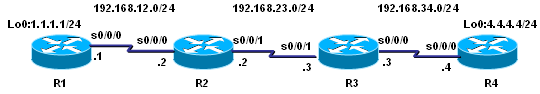 192.168.12.0/24 192.168.23.0/24 192.168.34.0/24
Lo0:1.1.1.1/24 Lo0:4.4.4.4/24
s0/0/0 s0/0/0 s0/0/1 s0/0/1 s0/0/0 s0/0/0
.1 .2 .2 .3 .3 .4
R1 R2 R3 R4